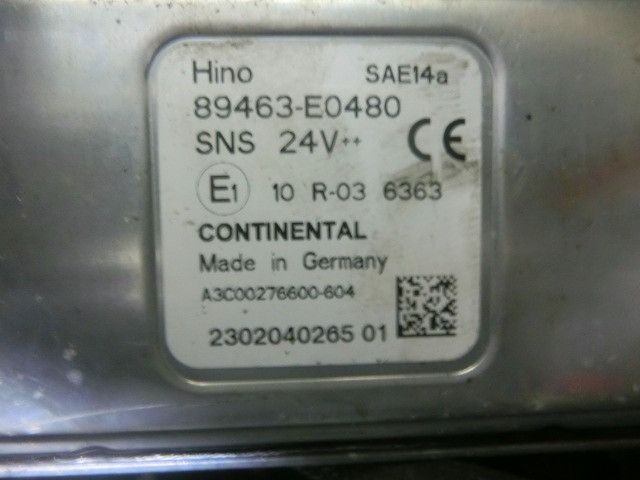 Hino SAE14a
89463-E0480
SNS 24V++ CE
E1 10 R-03 6363
CONTINENTAL
Made in Germany
A3C00276600-604
2302040265 01